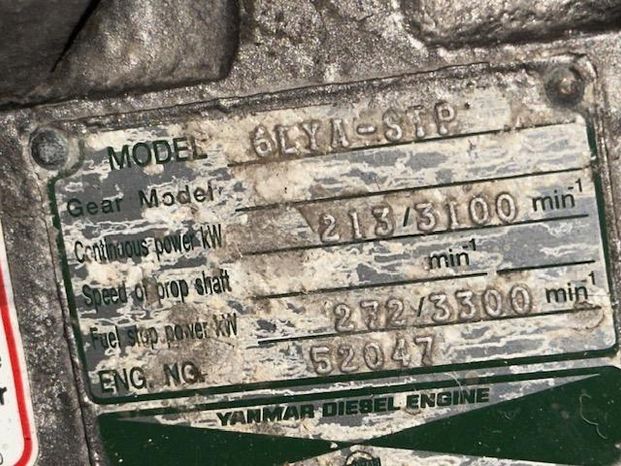 MODEL 6LYA-STP
Gear Model
Continuous power kW 213/3100 min-1
Speed of prop shaft min-1
Fuel stop power kW 272/3300 min-1
ENG NO. 52047
YANMAR DIESEL ENGINE